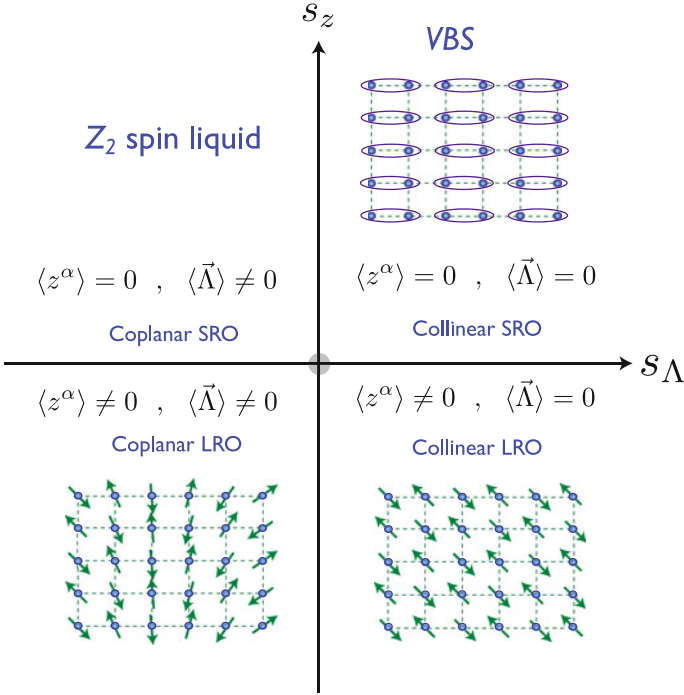 s_z
VBS
Z₂ spin liquid
⟨z^α⟩ = 0 , ⟨Λ⃗⟩ ≠ 0
⟨z^α⟩ = 0 , ⟨Λ⃗⟩ = 0
Coplanar SRO
Collinear SRO
s_Λ
⟨z^α⟩ ≠ 0 , ⟨Λ⃗⟩ ≠ 0
⟨z^α⟩ ≠ 0 , ⟨Λ⃗⟩ = 0
Coplanar LRO
Collinear LRO